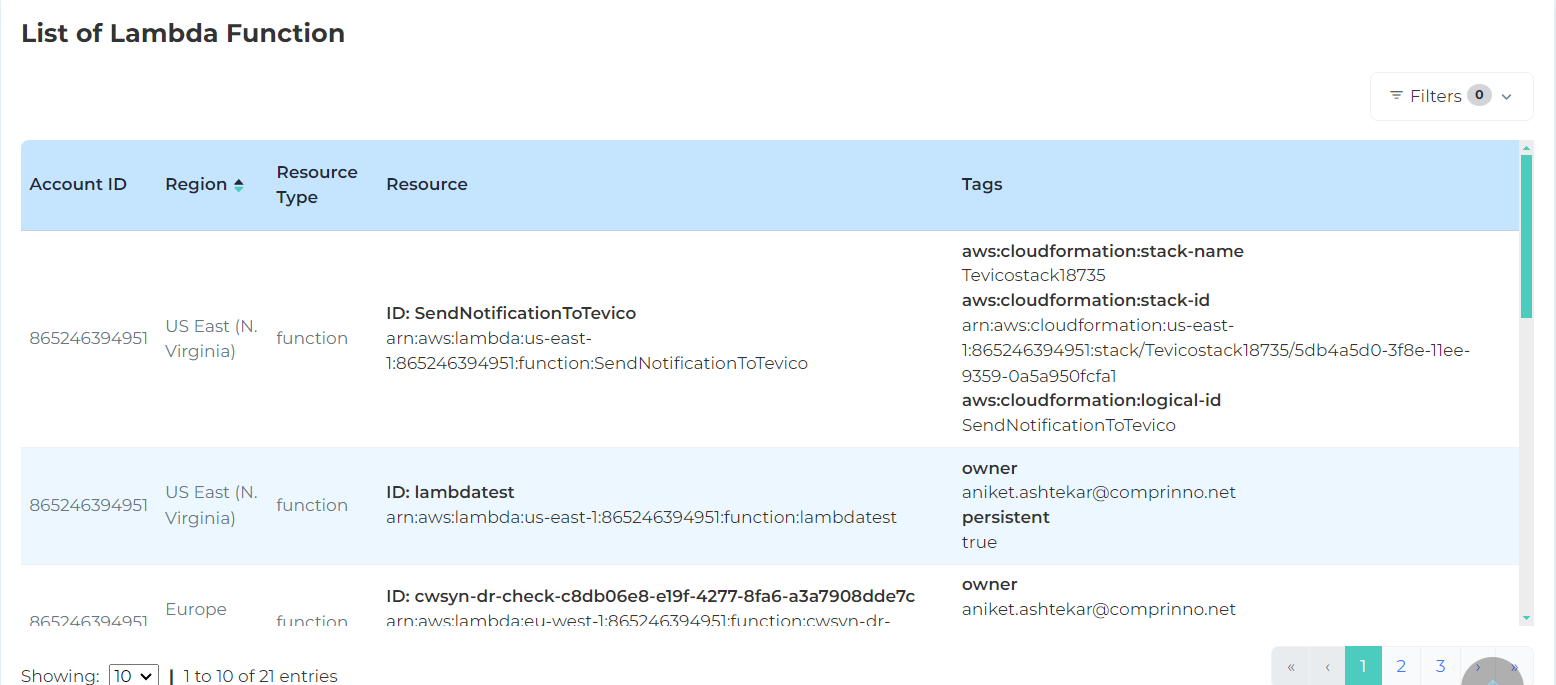 List of Lambda Function
Filters 0
Account ID
Region
Resource
Type
Resource
Tags
865246394951
US East (N.
Virginia)
function
ID: SendNotificationToTevico
arn:aws:lambda:us-east-
1:865246394951:function:SendNotificationToTevico
aws:cloudformation:stack-name
Tevicostack18735
aws:cloudformation:stack-id
arn:aws:cloudformation:us-east-
1:865246394951:stack/Tevicostack18735/5db4a5d0-3f8e-11ee-
9359-0a5a950fcfa1
aws:cloudformation:logical-id
SendNotificationToTevico
865246394951
US East (N.
Virginia)
function
ID: lambdatest
arn:aws:lambda:us-east-1:865246394951:function:lambdatest
owner
aniket.ashtekar@comprinno.net
persistent
true
865246394951
Europe
function
ID: cwsyn-dr-check-c8db06e8-e19f-4277-8fa6-a3a7908dde7c
arn:aws:lambda:eu-west-1:865246394951:function:cwsyn-dr-
owner
aniket.ashtekar@comprinno.net
Showing: 10 | 1 to 10 of 21 entries
« ‹ 1 2 3 › »